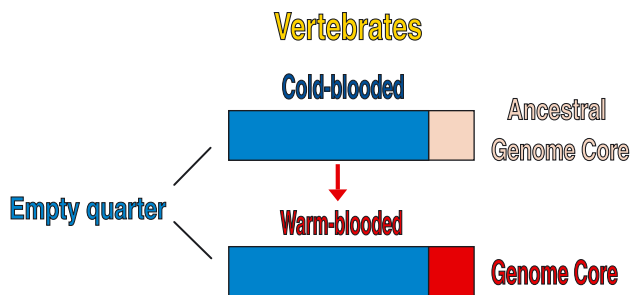 Vertebrates
Cold-blooded
Ancestral
Genome Core
Empty quarter
Warm-blooded
Genome Core